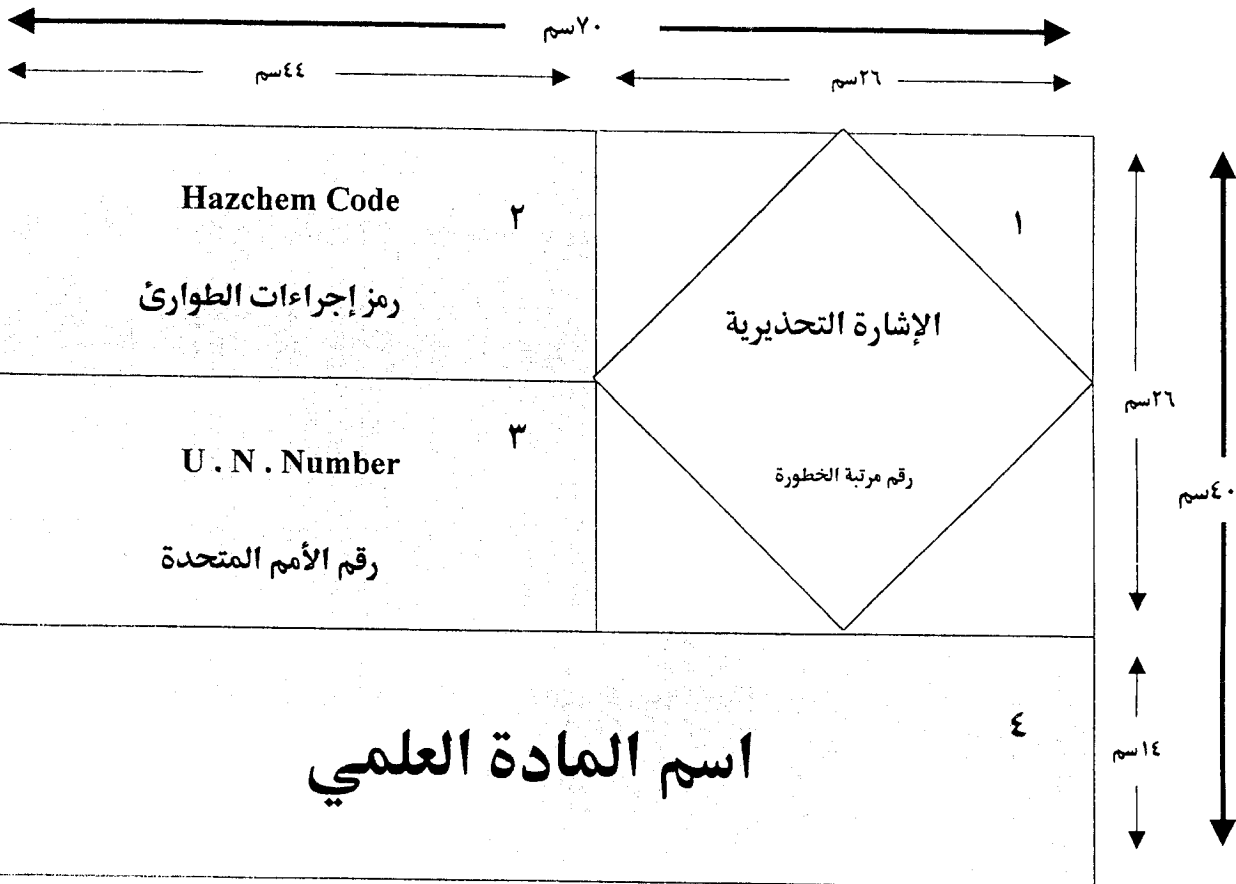 ٧٠سم
٢٦سم
٤٤سم
١
الإشارة التحذيرية
رقم مرتبة الخطورة
٢
Hazchem Code
رمز إجراءات الطوارئ
٣
U . N . Number
رقم الأمم المتحدة
٤
اسم المادة العلمي
٢٦سم
٤٠سم
١٤سم